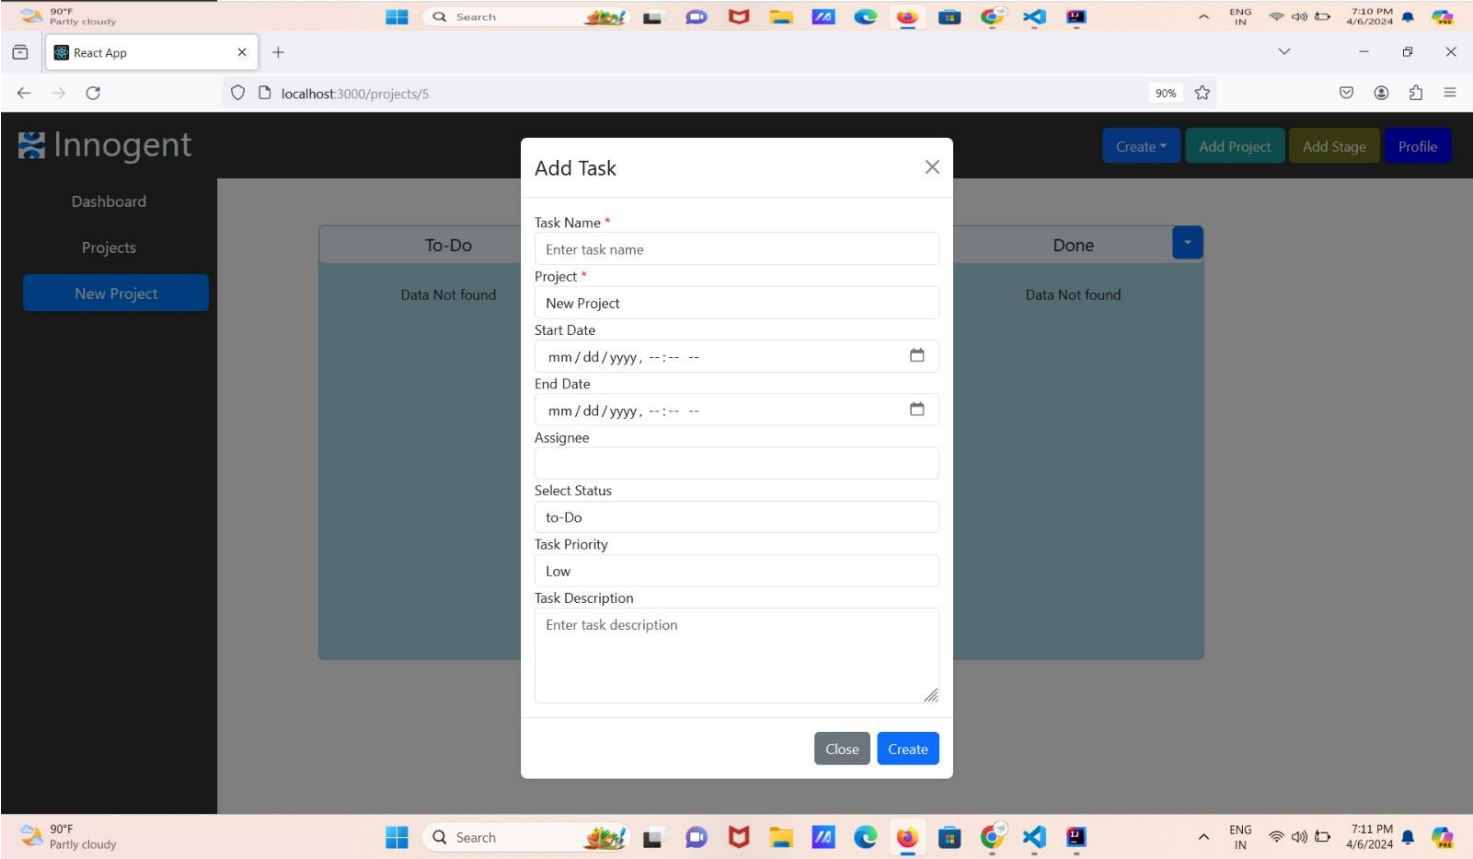 90°F
Partly cloudy
Search
ENG
IN
7:10 PM
4/6/2024
PRE
React App
localhost:3000/projects/5
90%
Innogent
Create
Add Project
Add Stage
Profile
Dashboard
Projects
New Project
To-Do
Data Not found
Done
Data Not found
Add Task
Task Name *
Enter task name
Project *
New Project
Start Date
mm/dd/yyyy, --:-- --
End Date
mm/dd/yyyy, --:-- --
Assignee
Select Status
to-Do
Task Priority
Low
Task Description
Enter task description
Close
Create
90°F
Partly cloudy
Search
ENG
IN
7:11 PM
4/6/2024
PRE